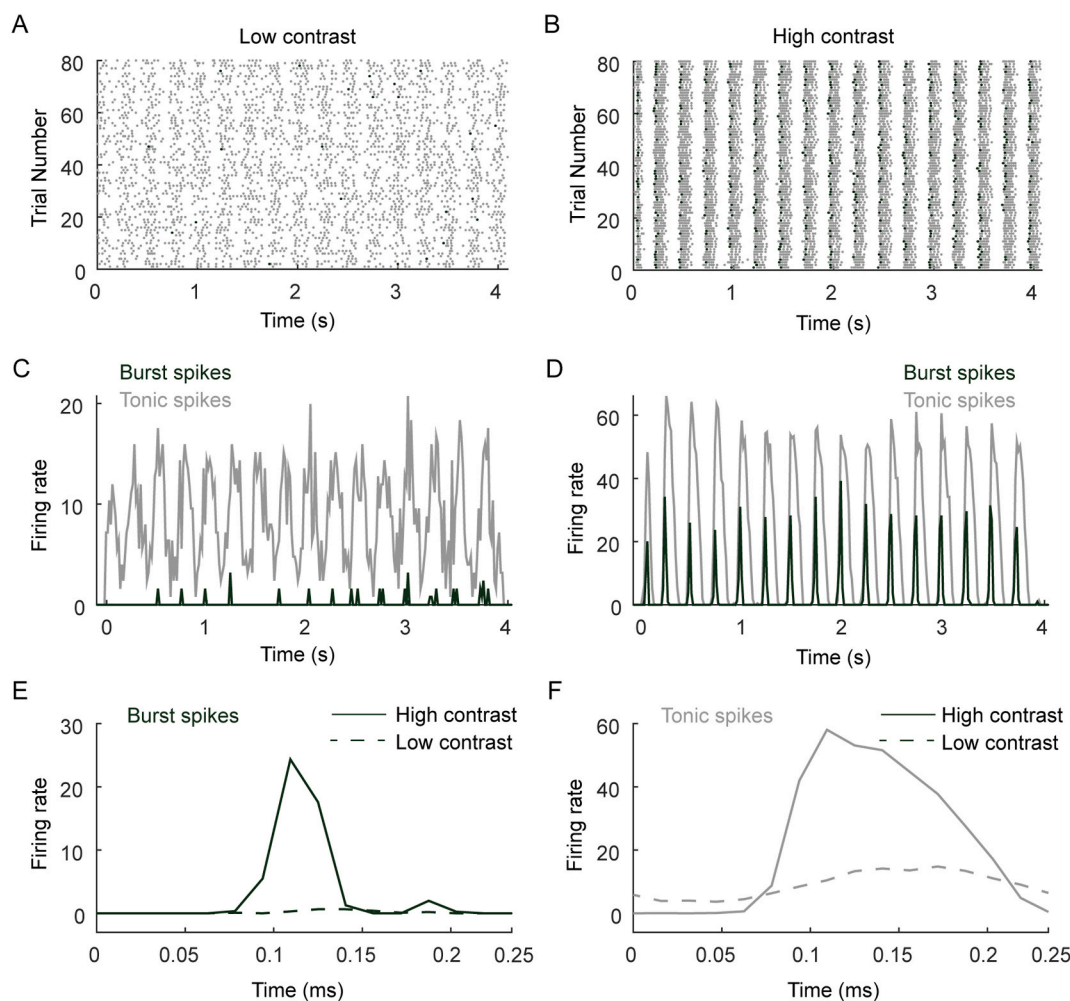 A
Low contrast
80
60
40
20
0
Trial Number
0 1 2 3 4
Time (s)
B
High contrast
80
60
40
20
0
Trial Number
0 1 2 3 4
Time (s)
C
Burst spikes
Tonic spikes
20
10
0
Firing rate
0 1 2 3 4
Time (s)
D
Burst spikes
Tonic spikes
60
40
20
0
Firing rate
0 1 2 3 4
Time (s)
E
Burst spikes
High contrast
Low contrast
30
20
10
0
Firing rate
0 0.05 0.1 0.15 0.2 0.25
Time (ms)
F
Tonic spikes
High contrast
Low contrast
60
40
20
0
Firing rate
0 0.05 0.1 0.15 0.2 0.25
Time (ms)